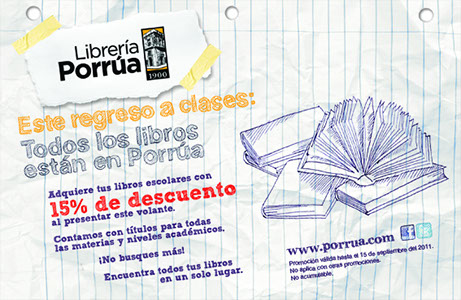 Librería
Porrúa
1900
Este regreso a clases:
Todos los libros
están en Porrúa
Adquiere tus libros escolares con
15% de descuento
al presentar este volante.
Contamos con títulos para todas
las materias y niveles académicos.
¡No busques más!
Encuentra todos tus libros
en un solo lugar.
www.porrua.com
Promoción válida hasta el 15 de septiembre del 2011.
No aplica con otras promociones.
No acumulable.